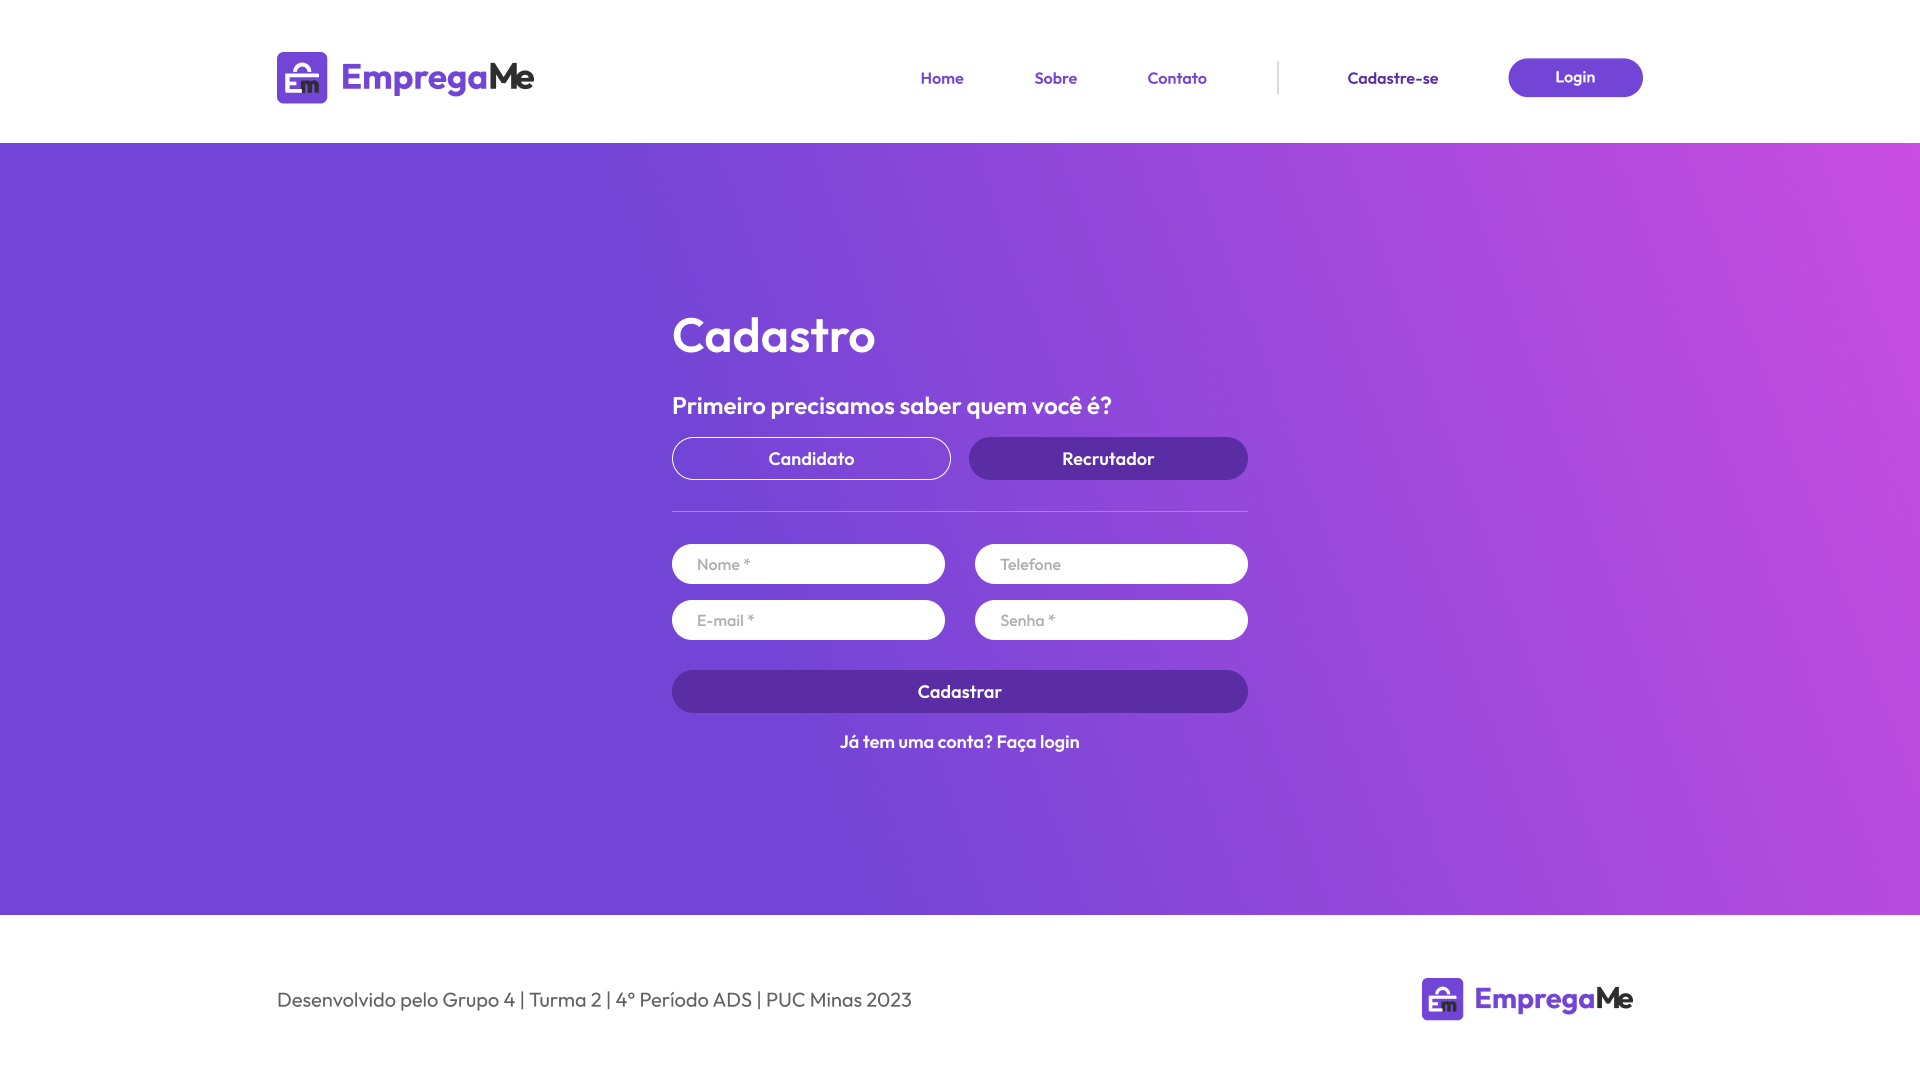 Em EmpregaMe
Home
Sobre
Contato
Cadastre-se
Login
Cadastro
Primeiro precisamos saber quem você é?
Candidato
Recrutador
Nome *
Telefone
E-mail *
Senha *
Cadastrar
Já tem uma conta? Faça login
Desenvolvido pelo Grupo 4 | Turma 2 | 4º Período ADS | PUC Minas 2023
Em EmpregaMe